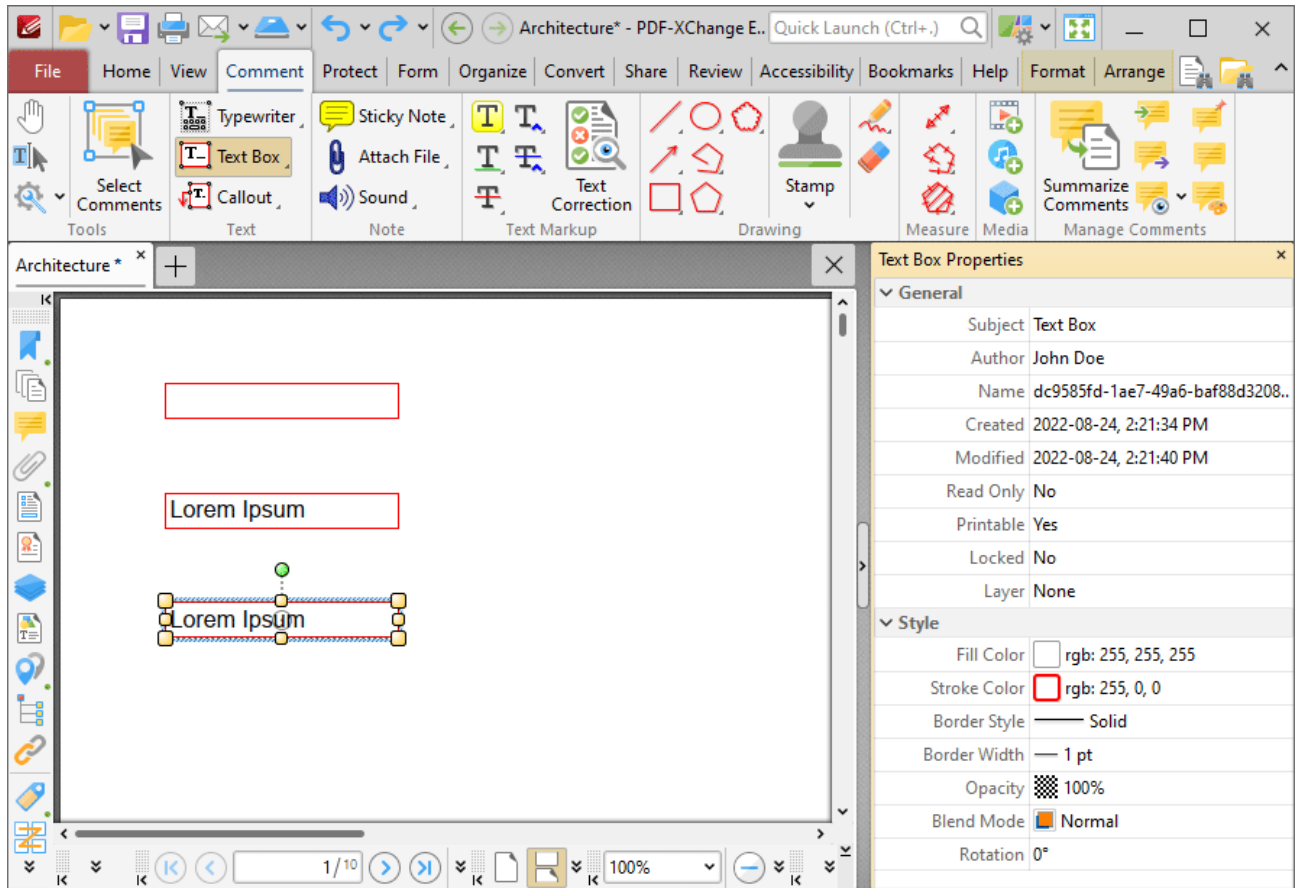 Architecture* - PDF-XChange E.. Quick Launch (Ctrl+.)
File Home View Comment Protect Form Organize Convert Share Review Accessibility Bookmarks Help Format Arrange
Select Comments
Tools
Typewriter
Text Box
Callout
Text
Sticky Note
Attach File
Sound
Note
Text Correction
Text Markup
Stamp
Drawing
Measure
Media
Summarize Comments
Manage Comments
Architecture *
Lorem Ipsum
Lorem Ipsum
1/10
100%
Text Box Properties
General
Subject Text Box
Author John Doe
Name dc9585fd-1ae7-49a6-baf88d3208..
Created 2022-08-24, 2:21:34 PM
Modified 2022-08-24, 2:21:40 PM
Read Only No
Printable Yes
Locked No
Layer None
Style
Fill Color rgb: 255, 255, 255
Stroke Color rgb: 255, 0, 0
Border Style Solid
Border Width 1 pt
Opacity 100%
Blend Mode Normal
Rotation 0°